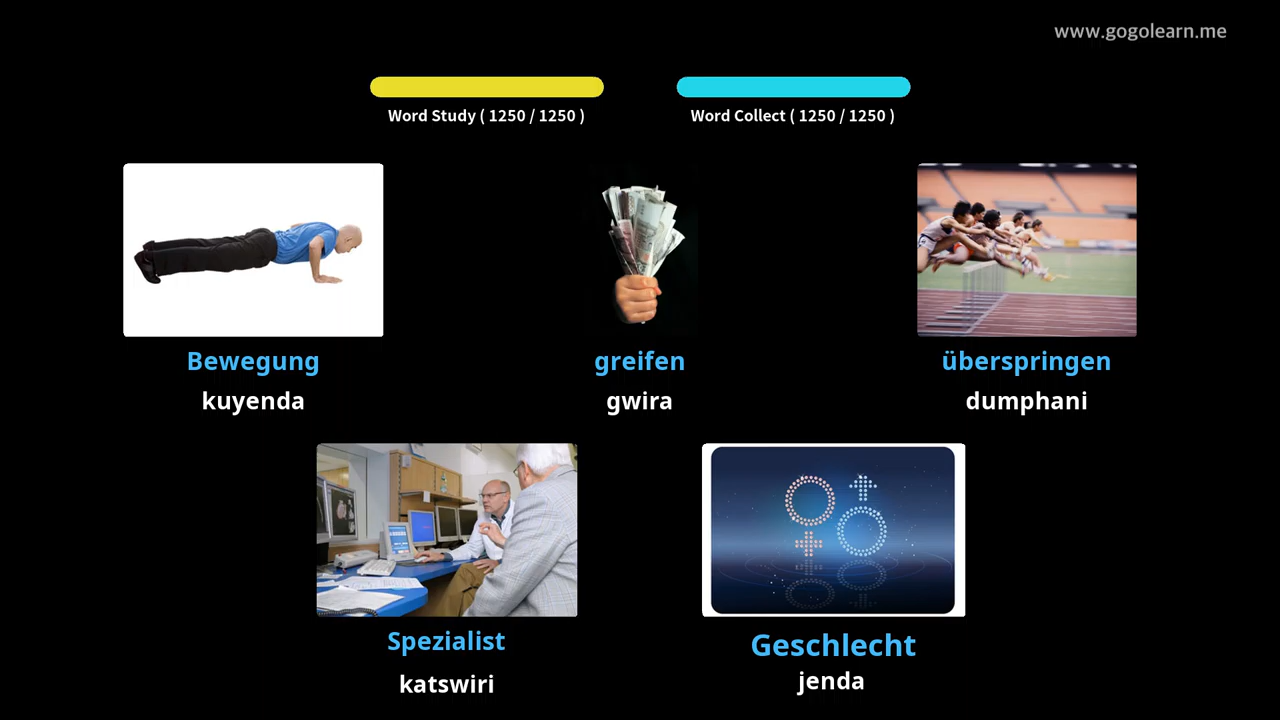 www.gogolearn.me
Word Study ( 1250 / 1250 )
Word Collect ( 1250 / 1250 )
Bewegung
kuyenda
greifen
gwira
überspringen
dumphani
Spezialist
katswiri
Geschlecht
jenda